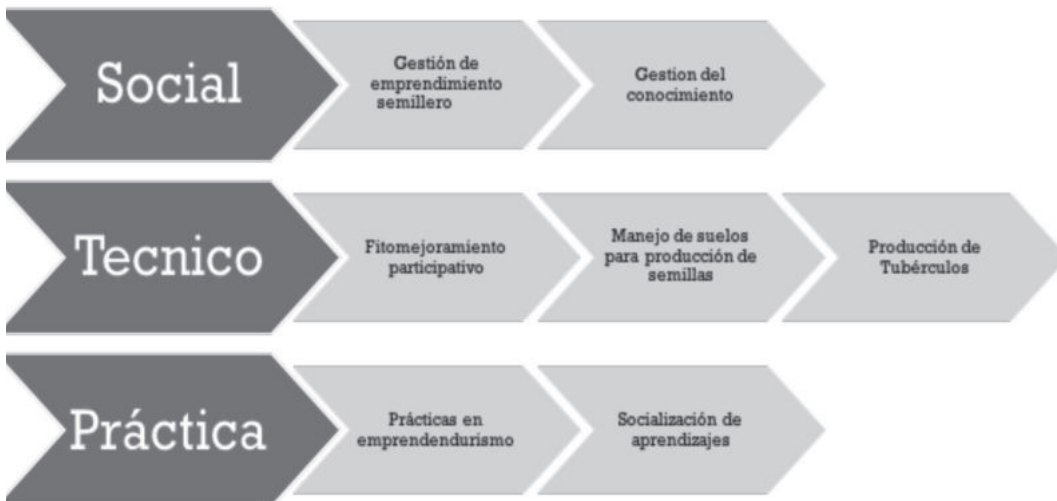 Social
Gestión de
emprendimiento
semillero
Gestion del
conocimiento
Tecnico
Fitomejoramiento
participativo
Manejo de suelos
para producción de
semillas
Producción de
Tubérculos
Práctica
Prácticas en
emprendendurismo
Socialización de
aprendizajes